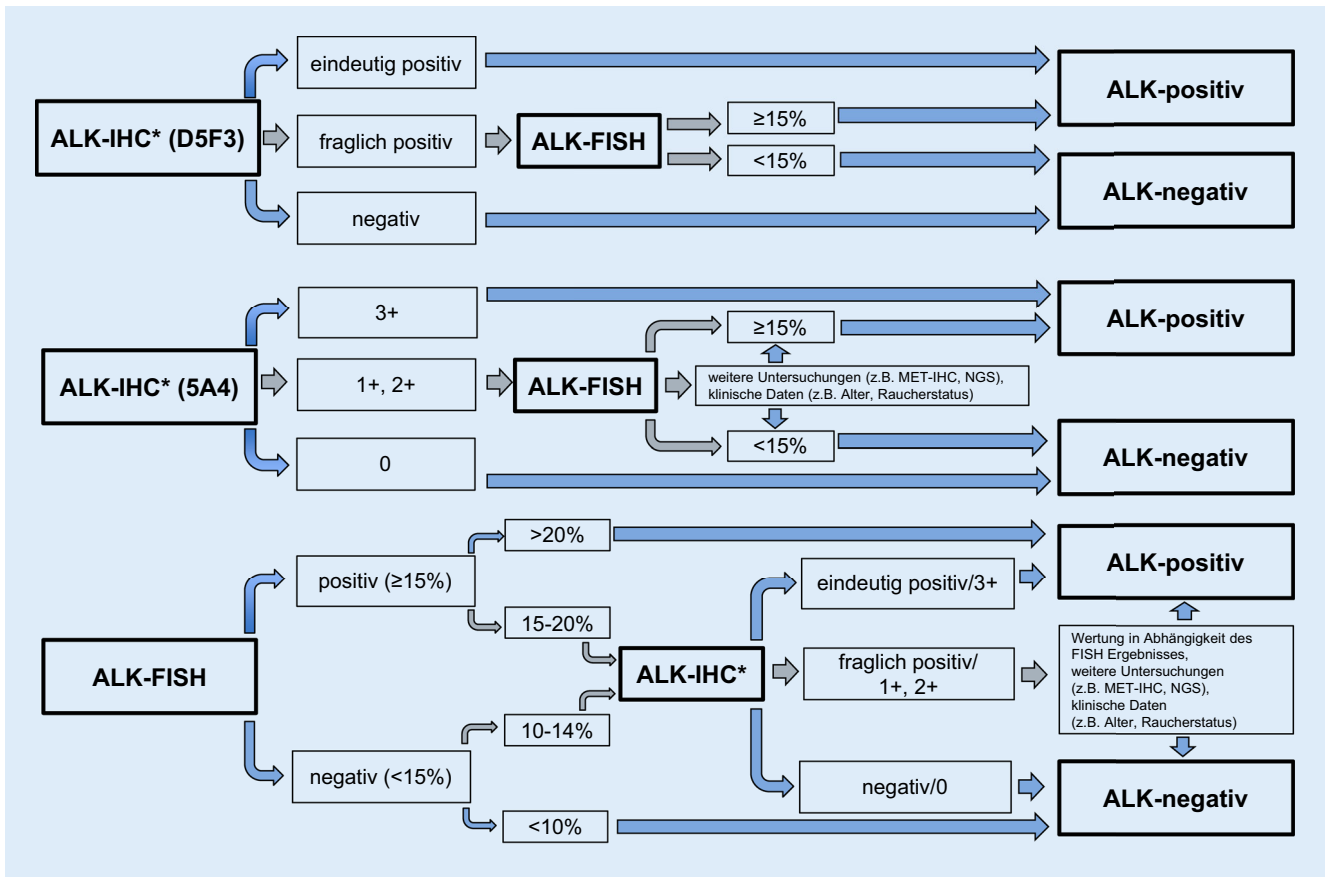 eindeutig positiv
ALK-positiv
ALK-IHC* (D5F3)
fraglich positiv
ALK-FISH
≥15%
<15%
ALK-negativ
negativ
3+
ALK-positiv
≥15%
ALK-IHC* (5A4)
1+, 2+
ALK-FISH
weitere Untersuchungen (z.B. MET-IHC, NGS),
klinische Daten (z.B. Alter, Raucherstatus)
<15%
ALK-negativ
0
>20%
ALK-positiv
positiv (≥15%)
eindeutig positiv/3+
15-20%
ALK-FISH
ALK-IHC*
fraglich positiv/
1+, 2+
Wertung in Abhängigkeit des
FISH Ergebnisses,
weitere Untersuchungen
(z.B. MET-IHC, NGS),
klinische Daten
(z.B. Alter, Raucherstatus)
10-14%
negativ (<15%)
negativ/0
ALK-negativ
<10%